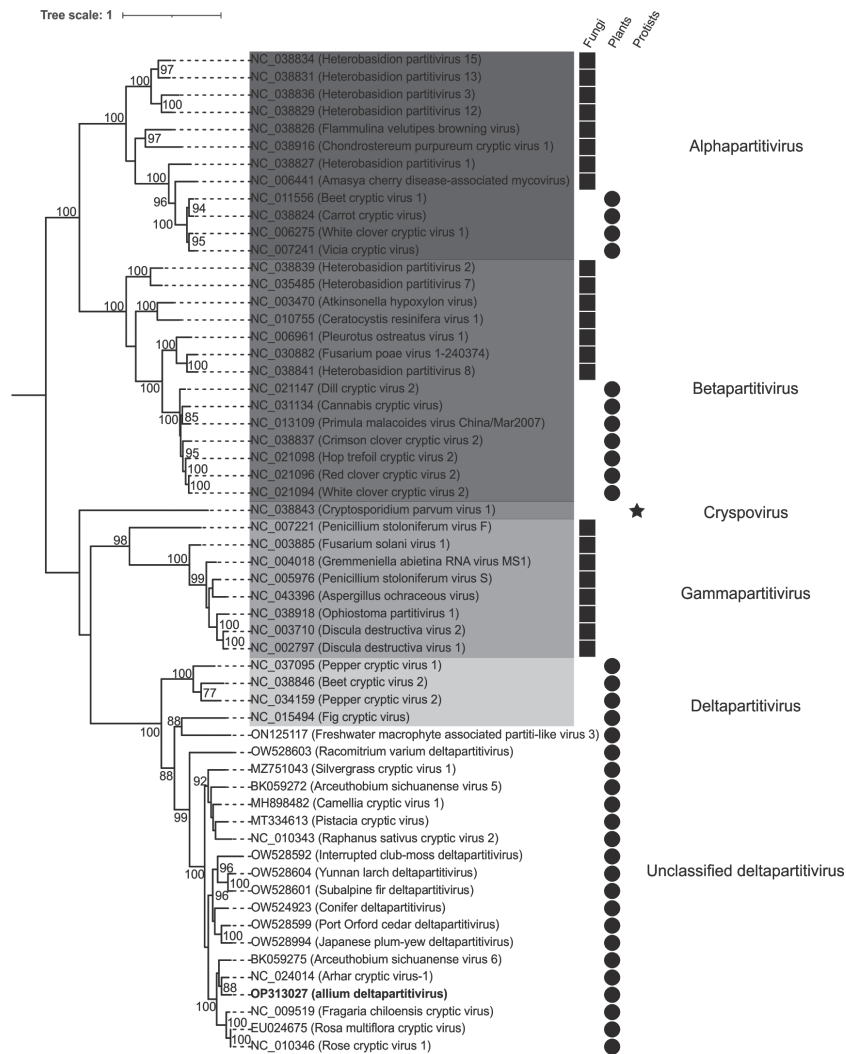 Tree scale: 1
Fungi
Plants
Protists
NC_038834 (Heterobasidion partitivirus 15)
97
NC_038831 (Heterobasidion partitivirus 13)
100
NC_038836 (Heterobasidion partitivirus 3)
100
NC_038829 (Heterobasidion partitivirus 12)
100
NC_038826 (Flammulina velutipes browning virus)
97
NC_038916 (Chondrostereum purpureum cryptic virus 1)
Alphapartitivirus
NC_038827 (Heterobasidion partitivirus 1)
100
NC_006441 (Amasya cherry disease-associated mycovirus)
96
NC_011556 (Beet cryptic virus 1)
94
100
NC_038824 (Carrot cryptic virus)
100
NC_006275 (White clover cryptic virus 1)
95
NC_007241 (Vicia cryptic virus)
NC_038839 (Heterobasidion partitivirus 2)
100
NC_035485 (Heterobasidion partitivirus 7)
NC_003470 (Atkinsonella hypoxylon virus)
100
100
NC_010755 (Ceratocystis resinifera virus 1)
NC_006961 (Pleurotus ostreatus virus 1)
100
NC_030882 (Fusarium poae virus 1-240374)
100
NC_038841 (Heterobasidion partitivirus 8)
100
NC_021147 (Dill cryptic virus 2)
Betapartitivirus
NC_031134 (Cannabis cryptic virus)
85
100
NC_013109 (Primula malacoides virus China/Mar2007)
NC_038837 (Crimson clover cryptic virus 2)
95
NC_021098 (Hop trefoil cryptic virus 2)
100
NC_021096 (Red clover cryptic virus 2)
100
NC_021094 (White clover cryptic virus 2)
NC_038843 (Cryptosporidium parvum virus 1)
Cryspovirus
NC_007221 (Penicillium stoloniferum virus F)
98
NC_003885 (Fusarium solani virus 1)
100
NC_004018 (Gremmeniella abietina RNA virus MS1)
99
NC_005976 (Penicillium stoloniferum virus S)
Gammapartitivirus
NC_043396 (Aspergillus ochraceous virus)
NC_038918 (Ophiostoma partitivirus 1)
100
NC_003710 (Discula destructiva virus 2)
100
NC_002797 (Discula destructiva virus 1)
NC_037095 (Pepper cryptic virus 1)
100
NC_038846 (Beet cryptic virus 2)
77
NC_034159 (Pepper cryptic virus 2)
Deltapartitivirus
NC_015494 (Fig cryptic virus)
88
100
ON125117 (Freshwater macrophyte associated partiti-like virus 3)
OW528603 (Racomitrium varium deltapartitivirus)
88
MZ751043 (Silvergrass cryptic virus 1)
92
BK059272 (Arceuthobium sichuanense virus 5)
MH898482 (Camellia cryptic virus 1)
99
MT334613 (Pistacia cryptic virus)
NC_010343 (Raphanus sativus cryptic virus 2)
OW528592 (Interrupted club-moss deltapartitivirus)
96
100
OW528604 (Yunnan larch deltapartitivirus)
Unclassified deltapartitivirus
100
OW528601 (Subalpine fir deltapartitivirus)
96
OW524923 (Conifer deltapartitivirus)
OW528599 (Port Orford cedar deltapartitivirus)
100
OW528994 (Japanese plum-yew deltapartitivirus)
BK059275 (Arceuthobium sichuanense virus 6)
NC_024014 (Arhar cryptic virus-1)
88
OP313027 (allium deltapartitivirus)
100
NC_009519 (Fragaria chiloensis cryptic virus)
100
EU024675 (Rosa multiflora cryptic virus)
100
NC_010346 (Rose cryptic virus 1)